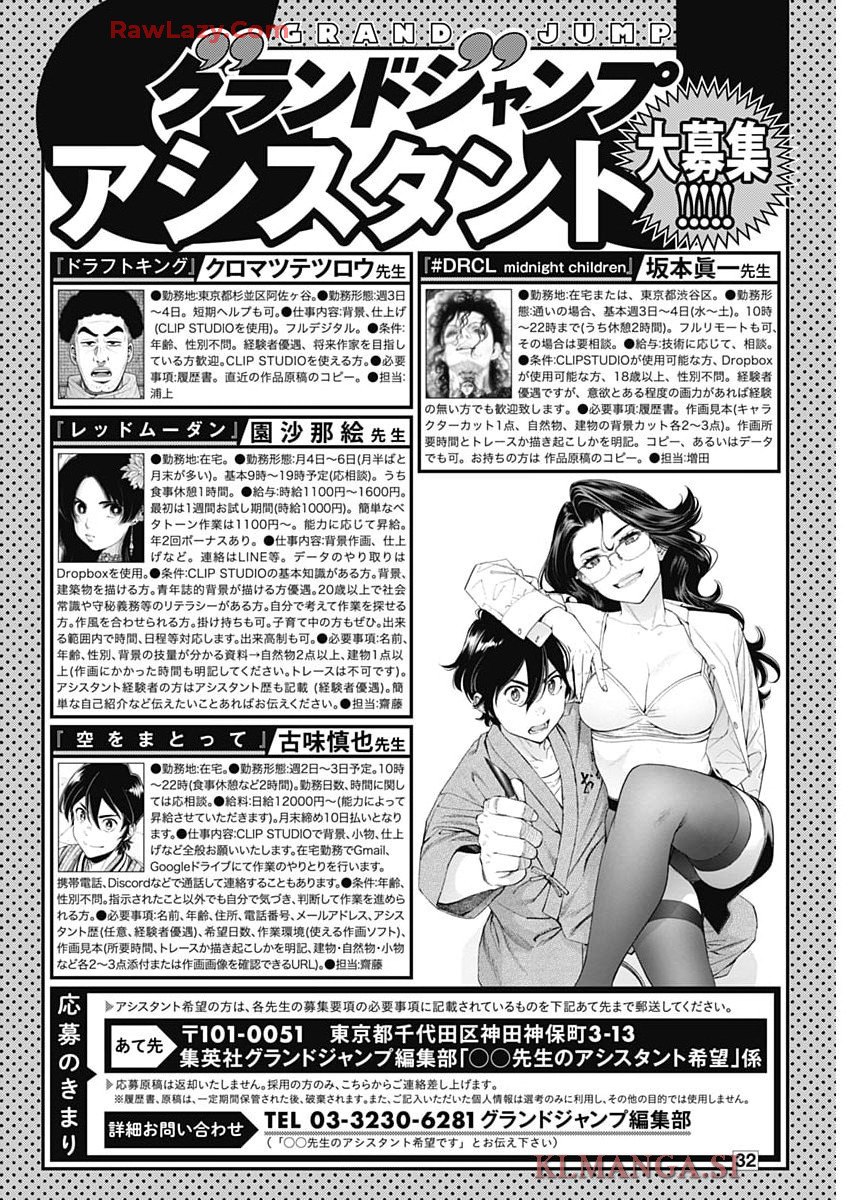 RawLazy.Com
GRAND JUMP
グランドジャンプ
アシスタント
大募集
!!!!!
『ドラフトキング』 クロマツテツロウ先生
●勤務地:東京都杉並区阿佐ヶ谷。●勤務形態:週3日
〜4日。短期ヘルプも可。●仕事内容:背景、仕上げ
(CLIP STUDIOを使用)。フルデジタル。●条件:
年齢、性別不問。経験者優遇、将来作家を目指し
ている方歓迎。CLIP STUDIOを使える方。●必要
事項:履歴書。直近の作品原稿のコピー。●担当:
浦上
『レッドムーダン』 園沙那絵先生
●勤務地:在宅。●勤務形態:月4日〜6日(月半ばと
月末が多い)。基本9時〜19時予定(応相談)。うち
食事休憩1時間。●給与:時給1100円〜1600円。
最初は1週間お試し期間(時給1000円)。簡単なベ
タトーン作業は1100円〜。能力に応じて昇給。
年2回ボーナスあり。●仕事内容:背景作画、仕上
げなど。連絡はLINE等。データのやり取りは
Dropboxを使用。●条件:CLIP STUDIOの基本知識がある方。背景、
建築物を描ける方。青年誌的背景が描ける方優遇。20歳以上で社会
常識や守秘義務等のリテラシーがある方。自分で考えて作業を探せる
方。作風を合わせられる方。掛け持ちも可。子育て中の方もぜひ。出来
る範囲内で時間、日程等対応します。出来高制も可。●必要事項:名前、
年齢、性別、背景の技量が分かる資料→自然物2点以上、建物1点以
上(作画にかかった時間も明記してください。トレースは不可です)。
アシスタント経験者の方はアシスタント歴も記載 (経験者優遇)。簡
単な自己紹介など伝えたいことあればお伝えください。●担当:齋藤
『空をまとって』 古味慎也先生
●勤務地:在宅。●勤務形態:週2日〜3日予定。10時
〜22時(食事休憩など2時間)。勤務日数、時間に関し
ては応相談。●給料:日給12000円〜(能力によって
昇給させていただきます)。月末締め10日払いとなり
ます。●仕事内容:CLIP STUDIOで背景、小物、仕上
げなど全般お願いいたします。在宅勤務でGmail、
Googleドライブにて作業のやりとりを行います。
携帯電話、Discordなどで通話して連絡することもあります。●条件:年齢、
性別不問。指示されたこと以外でも自分で気づき、判断して作業を進めら
れる方。●必要事項:名前、年齢、住所、電話番号、メールアドレス、アシス
タント歴(任意、経験者優遇)、希望日数、作業環境(使える作画ソフト)、
作画見本(所要時間、トレースか描き起こしかを明記、建物・自然物・小物
など各2〜3点添付または作画画像を確認できるURL)。●担当:齋藤
『#DRCL midnight children』 坂本眞一先生
●勤務地:在宅または、東京都渋谷区。●勤務形
態:通いの場合、基本週3日〜4日(水〜土)。10時
〜22時まで(うち休憩2時間)。フルリモートも可、
その場合は要相談。●給与:技術に応じて、相談。
●条件:CLIPSTUDIOが使用可能な方、Dropbox
が使用可能な方、18歳以上、性別不問。経験者
優遇ですが、意欲とある程度の画力があれば経験
の無い方でも歓迎致します。●必要事項:履歴書。作画見本(キャラ
クターカット1点、自然物、建物の背景カット各2〜3点)。作画所
要時間とトレースか描き起こしかを明記。コピー、あるいはデータ
でも可。お持ちの方は 作品原稿のコピー。●担当:増田
応募のきまり
アシスタント希望の方は、各先生の募集要項の必要事項に記載されているものを下記あて先まで郵送してください。
あて先
〒101-0051 東京都千代田区神田神保町3-13
集英社グランドジャンプ編集部「○○先生のアシスタント希望」係
応募原稿は返却いたしません。採用の方のみ、こちらからご連絡差し上げます。
※履歴書、原稿は、一定期間保管された後、破棄されます。また、ご記入いただいた個人情報は選考のみに利用し、その他の目的では使用しません。
詳細お問い合わせ
TEL 03-3230-6281 グランドジャンプ編集部
(「○○先生のアシスタント希望です」とお伝え下さい)
32
KLMANGA.SI